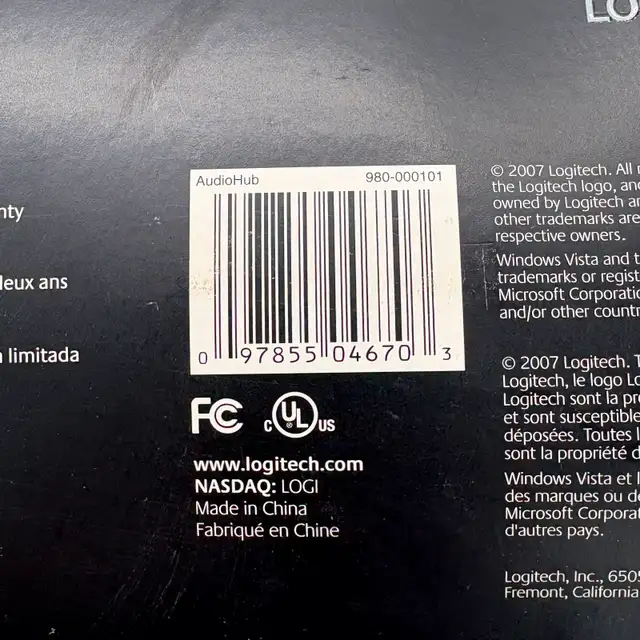 LO
AudioHub 980-000101
0 97855 04670 3
nty
deux ans
limitada
FC c UL ® US
www.logitech.com
NASDAQ: LOGI
Made in China
Fabriqué en Chine
© 2007 Logitech. All
the Logitech logo, and
owned by Logitech
other trademarks are
respective owners.
Windows Vista and
trademarks or regist
Microsoft Corporatio
and/or other countr
© 2007 Logitech. T
Logitech, le logo Lo
Logitech sont la pro
et sont susceptible
déposées. Toutes l
sont la propriété d
Windows Vista et l
des marques ou de
Microsoft Corporat
d'autres pays.
Logitech, Inc., 6505
Fremont, California